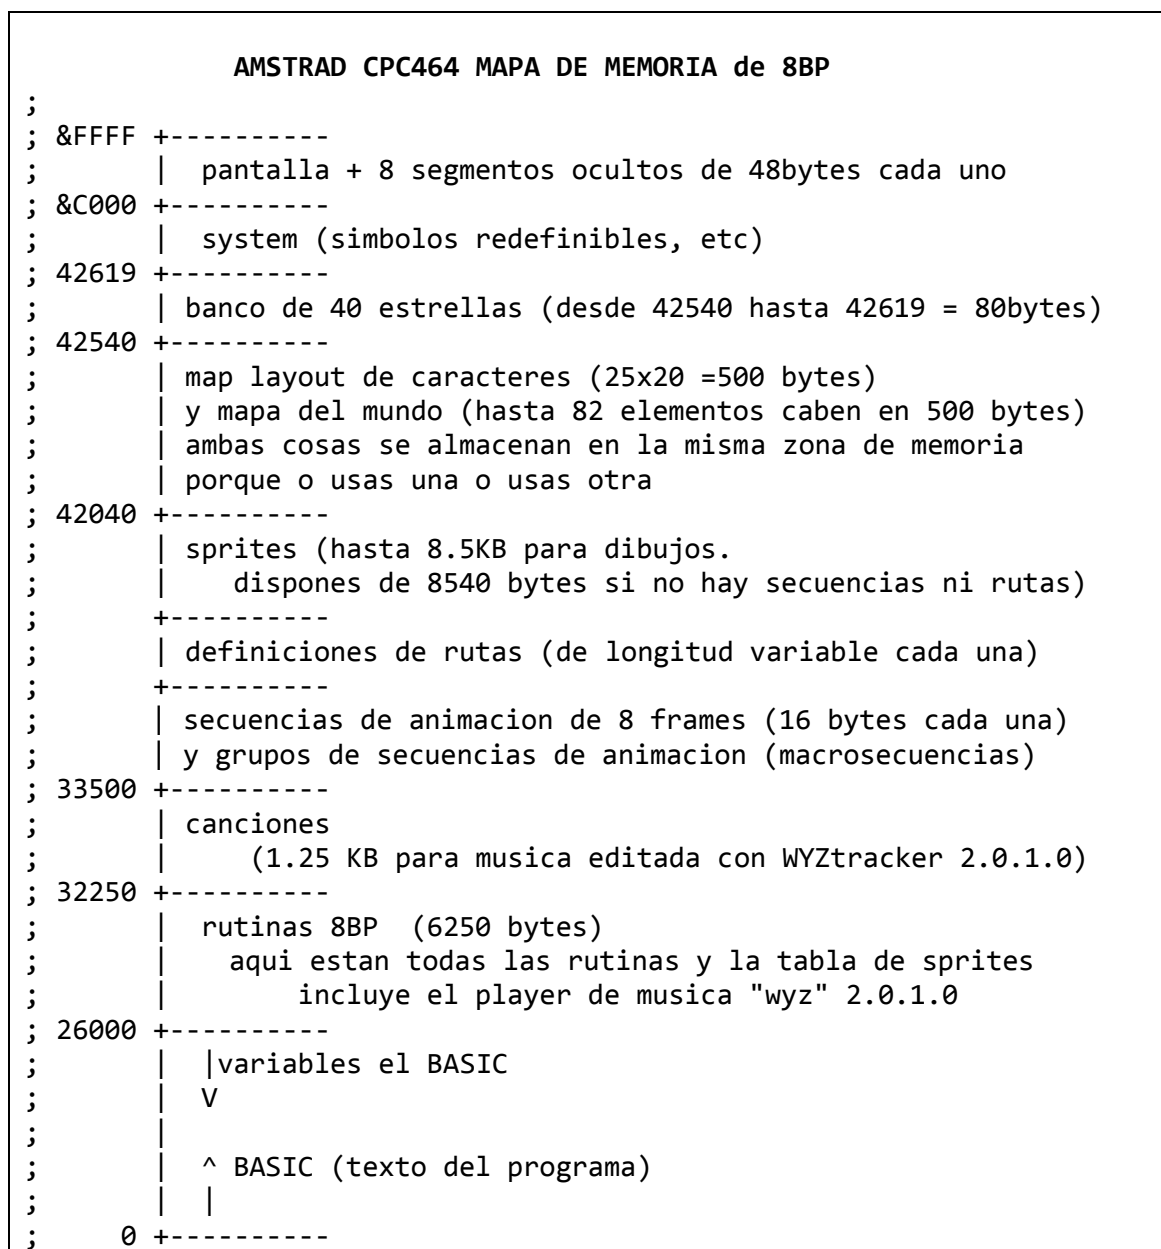 AMSTRAD CPC464 MAPA DE MEMORIA de 8BP
;
; &FFFF +----------
;       |  pantalla + 8 segmentos ocultos de 48bytes cada uno
; &C000 +----------
;       |  system (simbolos redefinibles, etc)
; 42619 +----------
;       | banco de 40 estrellas (desde 42540 hasta 42619 = 80bytes)
; 42540 +----------
;       | map layout de caracteres (25x20 =500 bytes)
;       | y mapa del mundo (hasta 82 elementos caben en 500 bytes)
;       | ambas cosas se almacenan en la misma zona de memoria
;       | porque o usas una o usas otra
; 42040 +----------
;       | sprites (hasta 8.5KB para dibujos.
;       |    dispones de 8540 bytes si no hay secuencias ni rutas)
;       +----------
;       | definiciones de rutas (de longitud variable cada una)
;       +----------
;       | secuencias de animacion de 8 frames (16 bytes cada una)
;       | y grupos de secuencias de animacion (macrosecuencias)
; 33500 +----------
;       | canciones
;       |     (1.25 KB para musica editada con WYZtracker 2.0.1.0)
; 32250 +----------
;       |  rutinas 8BP  (6250 bytes)
;       |    aqui estan todas las rutinas y la tabla de sprites
;       |        incluye el player de musica "wyz" 2.0.1.0
; 26000 +----------
;       |  |variables el BASIC
;       |  V
;       |
;       |  ^ BASIC (texto del programa)
;       |  |
;     0 +----------